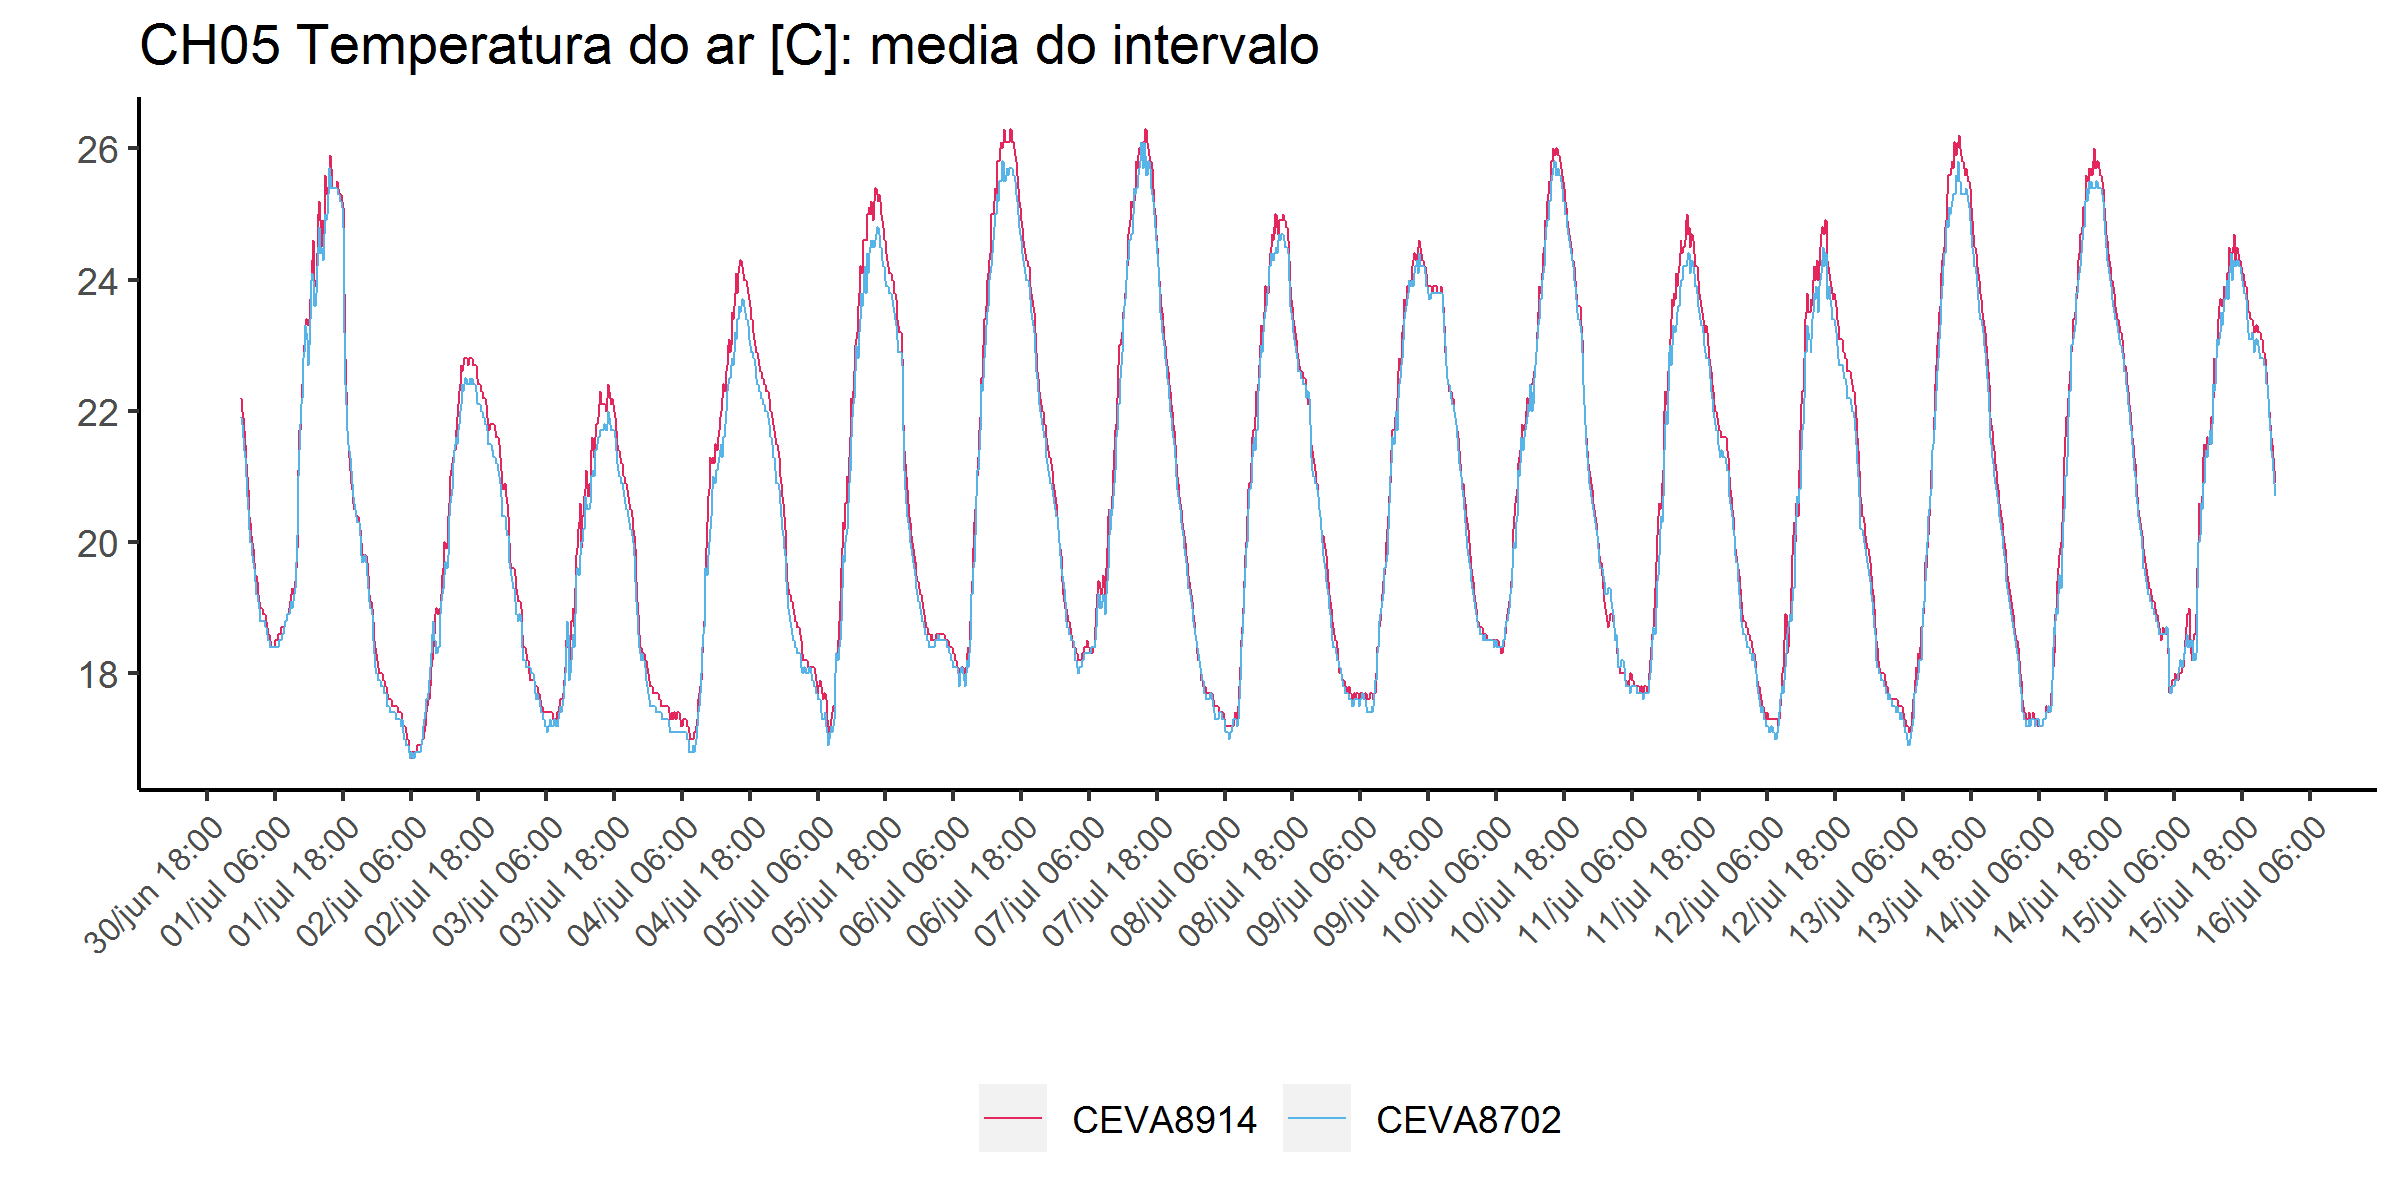 CH05 Temperatura do ar [C]: media do intervalo
26
24
22
20
18
30/jun 18:00
01/jul 06:00
01/jul 18:00
02/jul 06:00
02/jul 18:00
03/jul 06:00
03/jul 18:00
04/jul 06:00
04/jul 18:00
05/jul 06:00
05/jul 18:00
06/jul 06:00
06/jul 18:00
07/jul 06:00
07/jul 18:00
08/jul 06:00
08/jul 18:00
09/jul 06:00
09/jul 18:00
10/jul 06:00
10/jul 18:00
11/jul 06:00
11/jul 18:00
12/jul 06:00
12/jul 18:00
13/jul 06:00
13/jul 18:00
14/jul 06:00
14/jul 18:00
15/jul 06:00
15/jul 18:00
16/jul 06:00
CEVA8914 CEVA8702